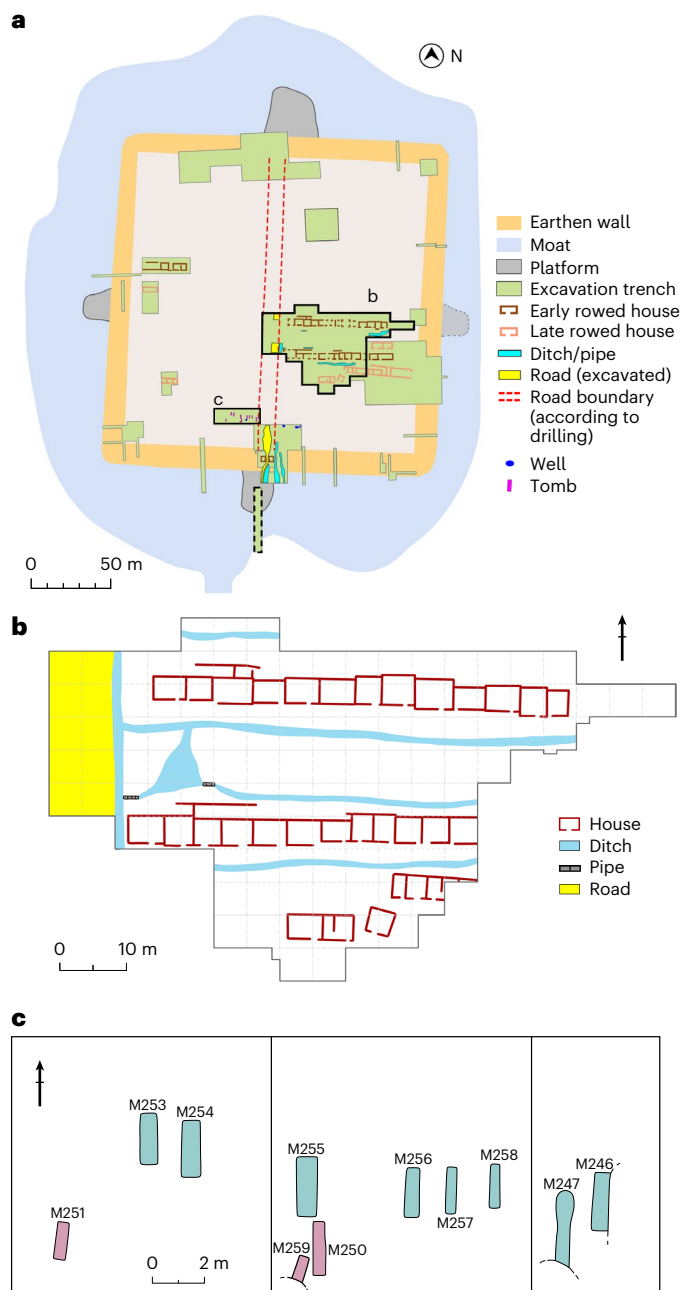 a
N
b
c
Earthen wall
Moat
Platform
Excavation trench
Early rowed house
Late rowed house
Ditch/pipe
Road (excavated)
Road boundary
(according to
drilling)
Well
Tomb
0 50 m
b
House
Ditch
Pipe
Road
0 10 m
c
M253
M254
M251
0 2 m
M255
M256
M257
M258
M259
M250
M247
M246